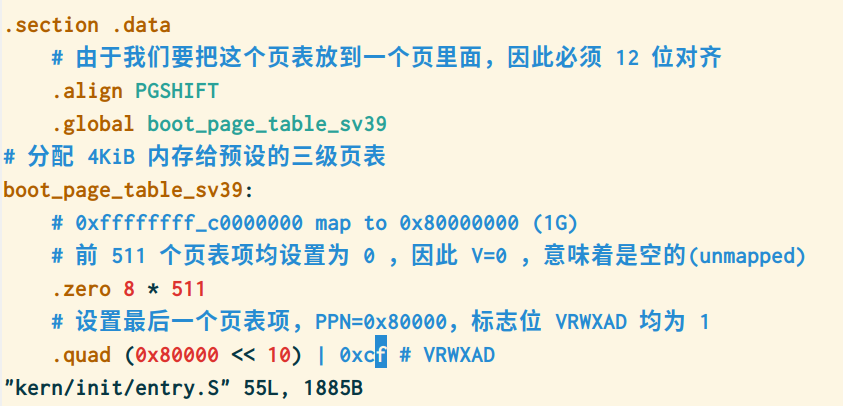 .section .data
# 由于我们要把这个页表放到一个页里面，因此必须 12 位对齐
.align PGSHIFT
.global boot_page_table_sv39
# 分配 4KiB 内存给预设的三级页表
boot_page_table_sv39:
# 0xffffffff_c0000000 map to 0x80000000 (1G)
# 前 511 个页表项均设置为 0 ，因此 V=0 ，意味着是空的(unmapped)
.zero 8 * 511
# 设置最后一个页表项，PPN=0x80000，标志位 VRWXAD 均为 1
.quad (0x80000 << 10) | 0xcf # VRWXAD
"kern/init/entry.S" 55L, 1885B